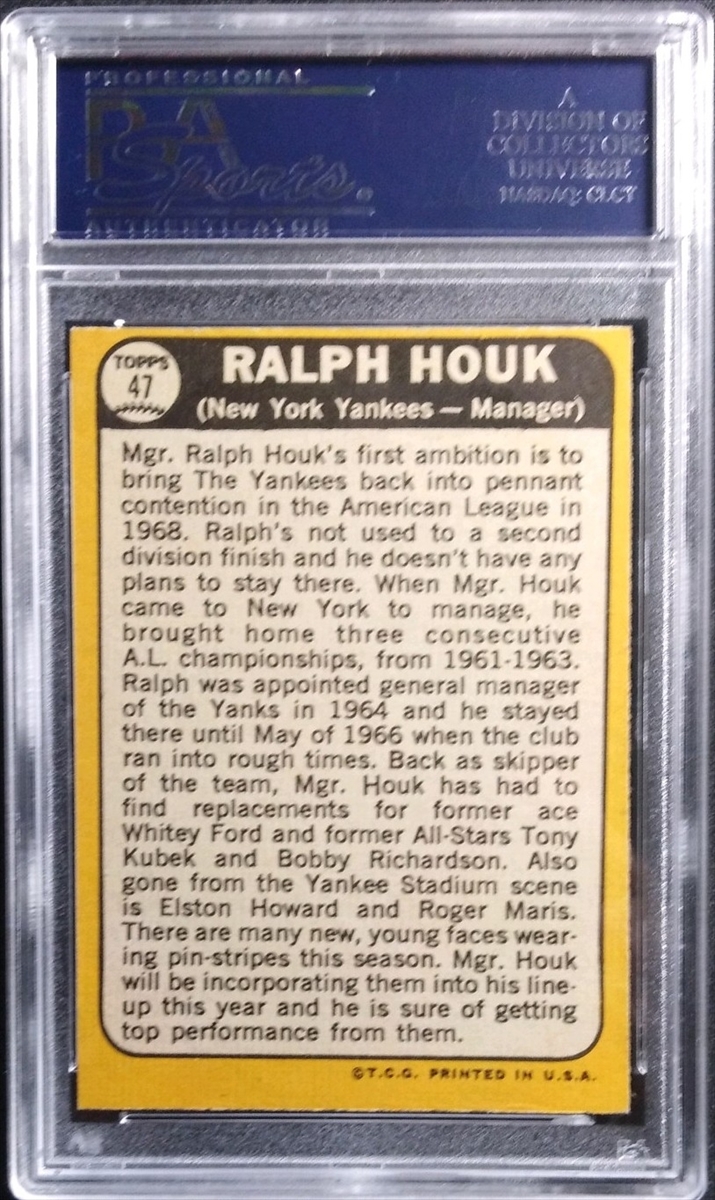 PROFESSIONAL
PSA
Sports®
AUTHENTICATOR
A
DIVISION OF
COLLECTORS
UNIVERSE
NASDAQ: CLCT
TOPPS
47
RALPH HOUK
(New York Yankees — Manager)
Mgr. Ralph Houk's first ambition is to
bring The Yankees back into pennant
contention in the American League in
1968. Ralph's not used to a second
division finish and he doesn't have any
plans to stay there. When Mgr. Houk
came to New York to manage, he
brought home three consecutive
A.L. championships, from 1961-1963.
Ralph was appointed general manager
of the Yanks in 1964 and he stayed
there until May of 1966 when the club
ran into rough times. Back as skipper
of the team, Mgr. Houk has had to
find replacements for former ace
Whitey Ford and former All-Stars Tony
Kubek and Bobby Richardson. Also
gone from the Yankee Stadium scene
is Elston Howard and Roger Maris.
There are many new, young faces wear-
ing pin-stripes this season. Mgr. Houk
will be incorporating them into his line-
up this year and he is sure of getting
top performance from them.
©T.C.G. PRINTED IN U.S.A.
PSA